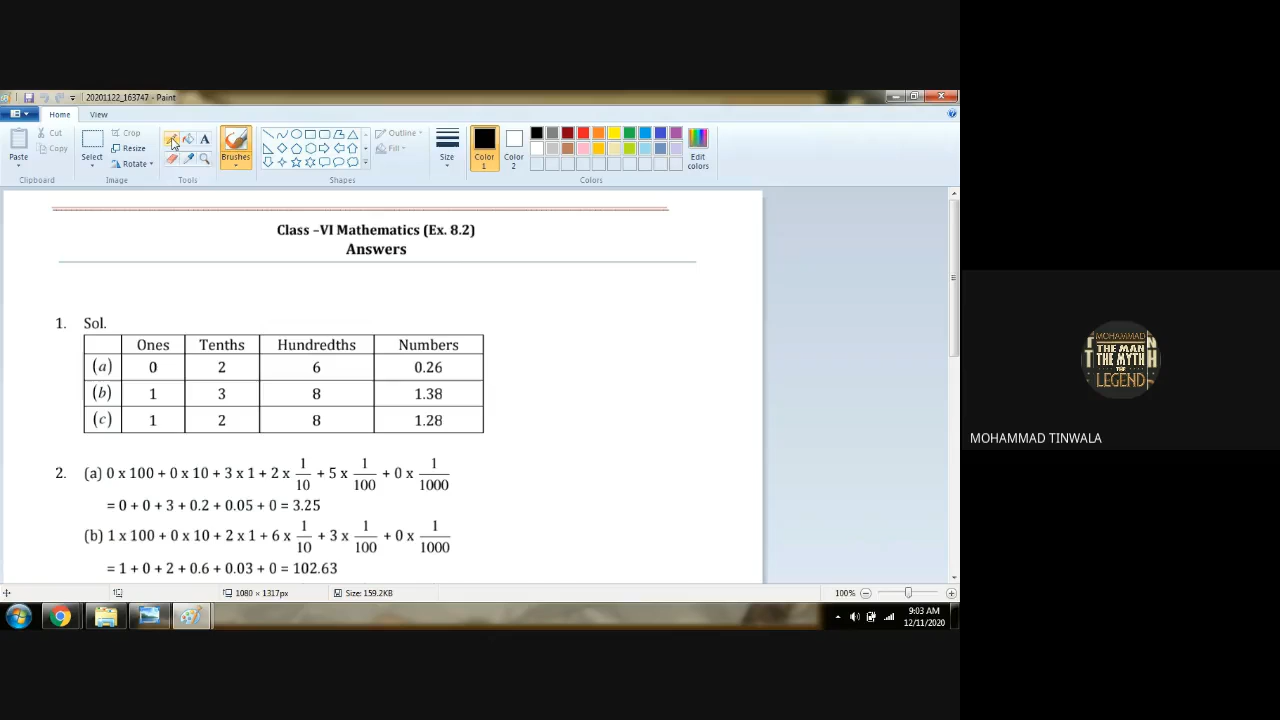 20201122_163747 - Paint
Home View
Paste
Cut
Copy
Clipboard
Select
Crop
Resize
Rotate
Image
A
Tools
Brushes
Outline
Fill
Shapes
Size
Color 1
Color 2
Edit colors
Colors
Class –VI Mathematics (Ex. 8.2)
Answers
1. Sol.
Ones Tenths Hundredths Numbers
(a) 0 2 6 0.26
(b) 1 3 8 1.38
(c) 1 2 8 1.28
2. (a) 0 x 100 + 0 x 10 + 3 x 1 + 2 x 1/10 + 5 x 1/100 + 0 x 1/1000
= 0 + 0 + 3 + 0.2 + 0.05 + 0 = 3.25
(b) 1 x 100 + 0 x 10 + 2 x 1 + 6 x 1/10 + 3 x 1/100 + 0 x 1/1000
= 1 + 0 + 2 + 0.6 + 0.03 + 0 = 102.63
1080 × 1317px
Size: 159.2KB
100%
9:03 AM
12/11/2020
MOHAMMAD
THE MAN
THE MYTH
THE
LEGEND
MOHAMMAD TINWALA